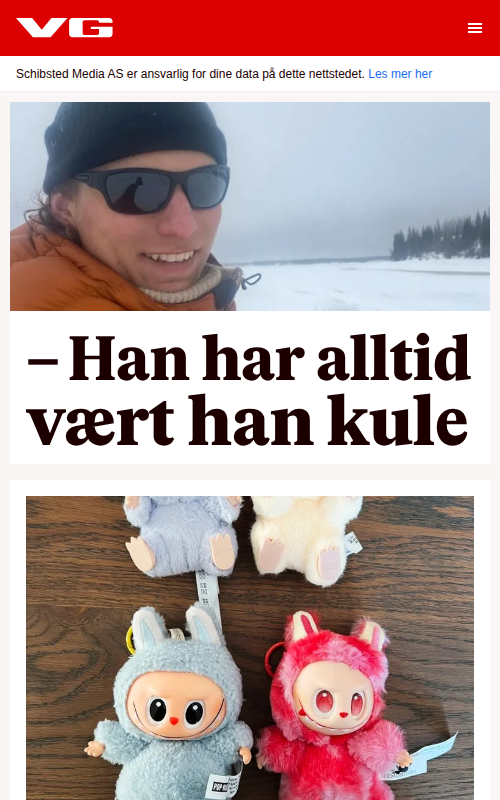 VG
Schibsted Media AS er ansvarlig for dine data på dette nettstedet. Les mer her
– Han har alltid
vært han kule